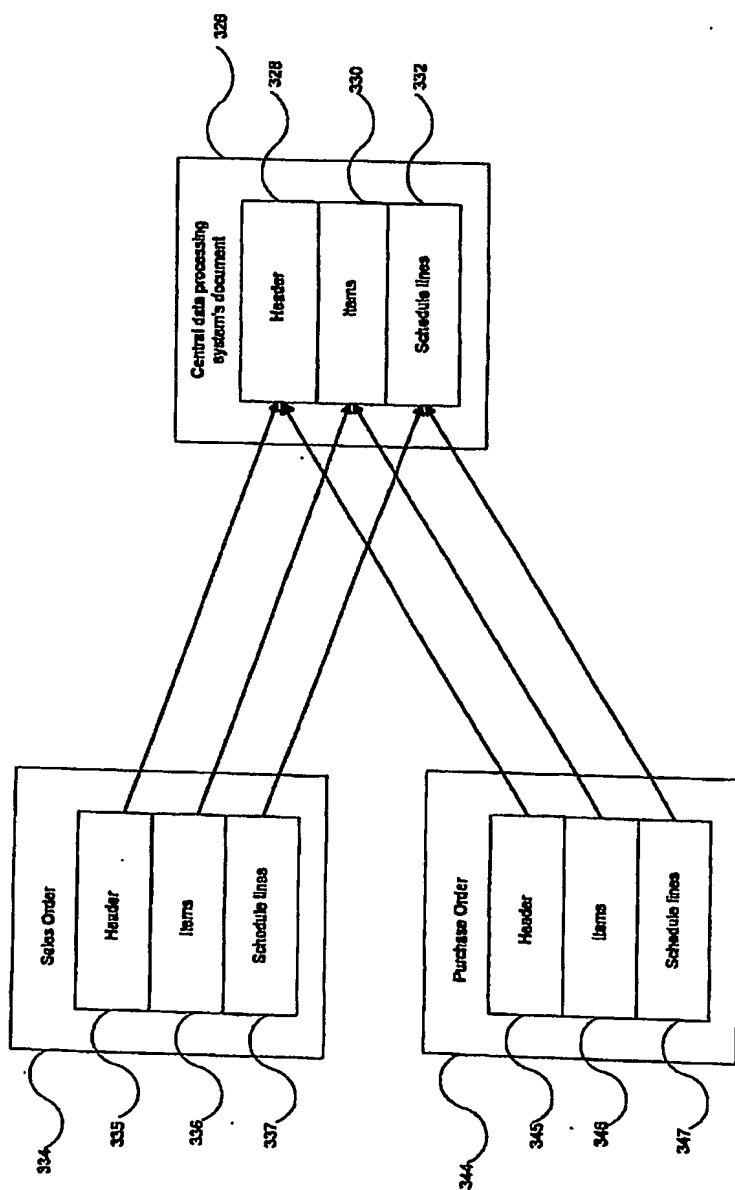 Sales Order
Header
Items
Schedule lines
334
335
336
337
Purchase Order
Header
Items
Schedule lines
344
345
346
347
Central data processing
system's document
Header
Items
Schedule lines
326
328
330
332